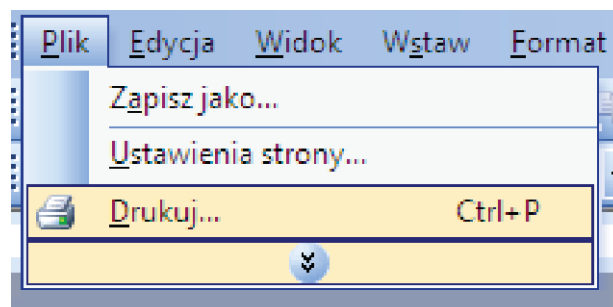 Plik Edycja Widok Wstaw Format
Zapisz jako...
Ustawienia strony...
Drukuj... Ctrl+P